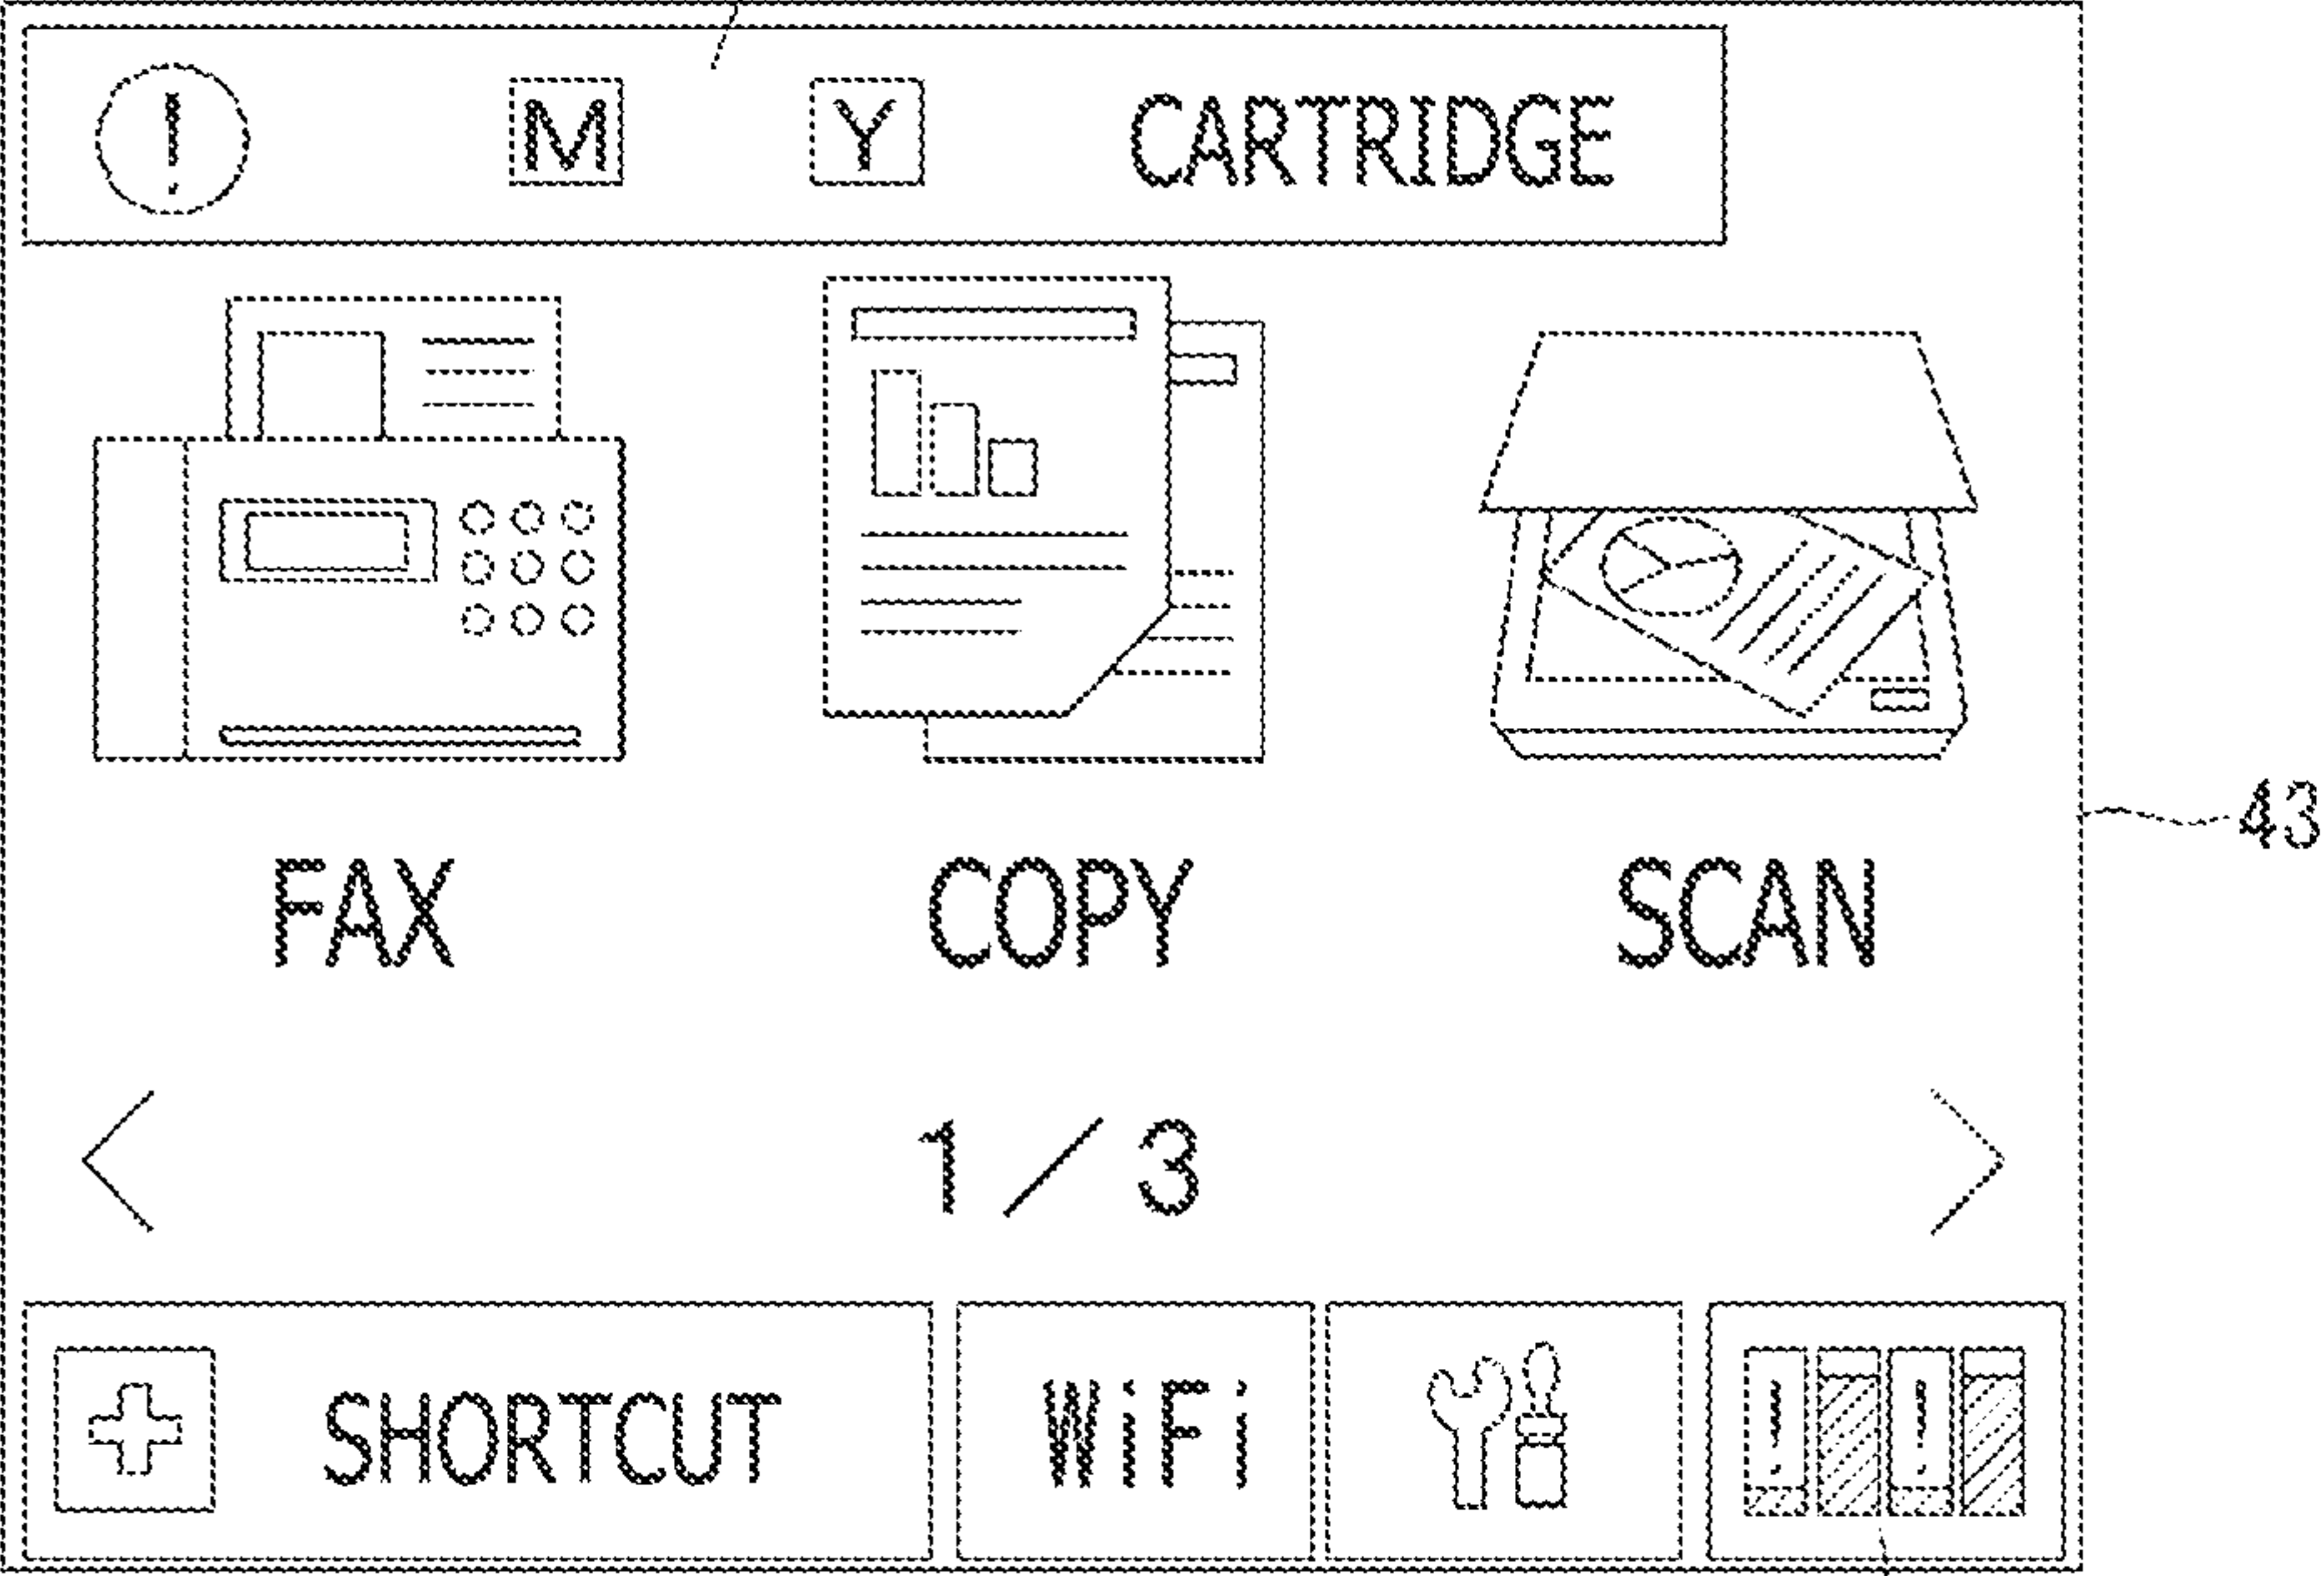 ! M Y CARTRIDGE
FAX COPY SCAN
43
1/3
SHORTCUT WiFi ! !